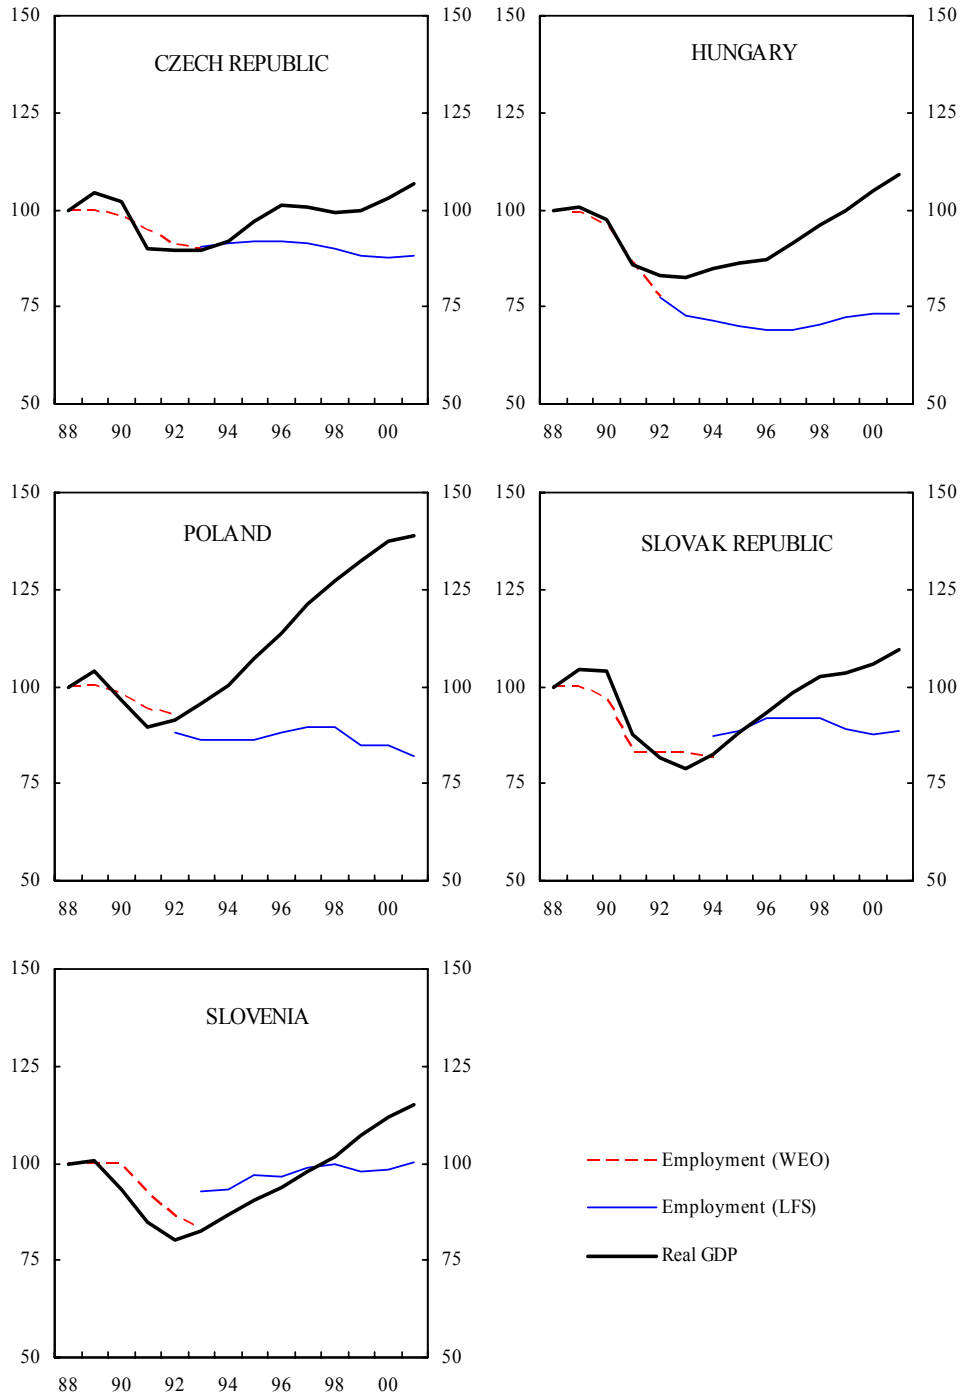 150 150 150 150
CZECH REPUBLIC HUNGARY
125 125 125 125
100 100 100 100
75 75 75 75
50 50 50 50
88 90 92 94 96 98 00 88 90 92 94 96 98 00
150 150 150 150
POLAND SLOVAK REPUBLIC
125 125 125 125
100 100 100 100
75 75 75 75
50 50 50 50
88 90 92 94 96 98 00 88 90 92 94 96 98 00
150 150
SLOVENIA
125 125
100 100
Employment (WEO)
Employment (LFS)
75 75
Real GDP
50 50
88 90 92 94 96 98 00